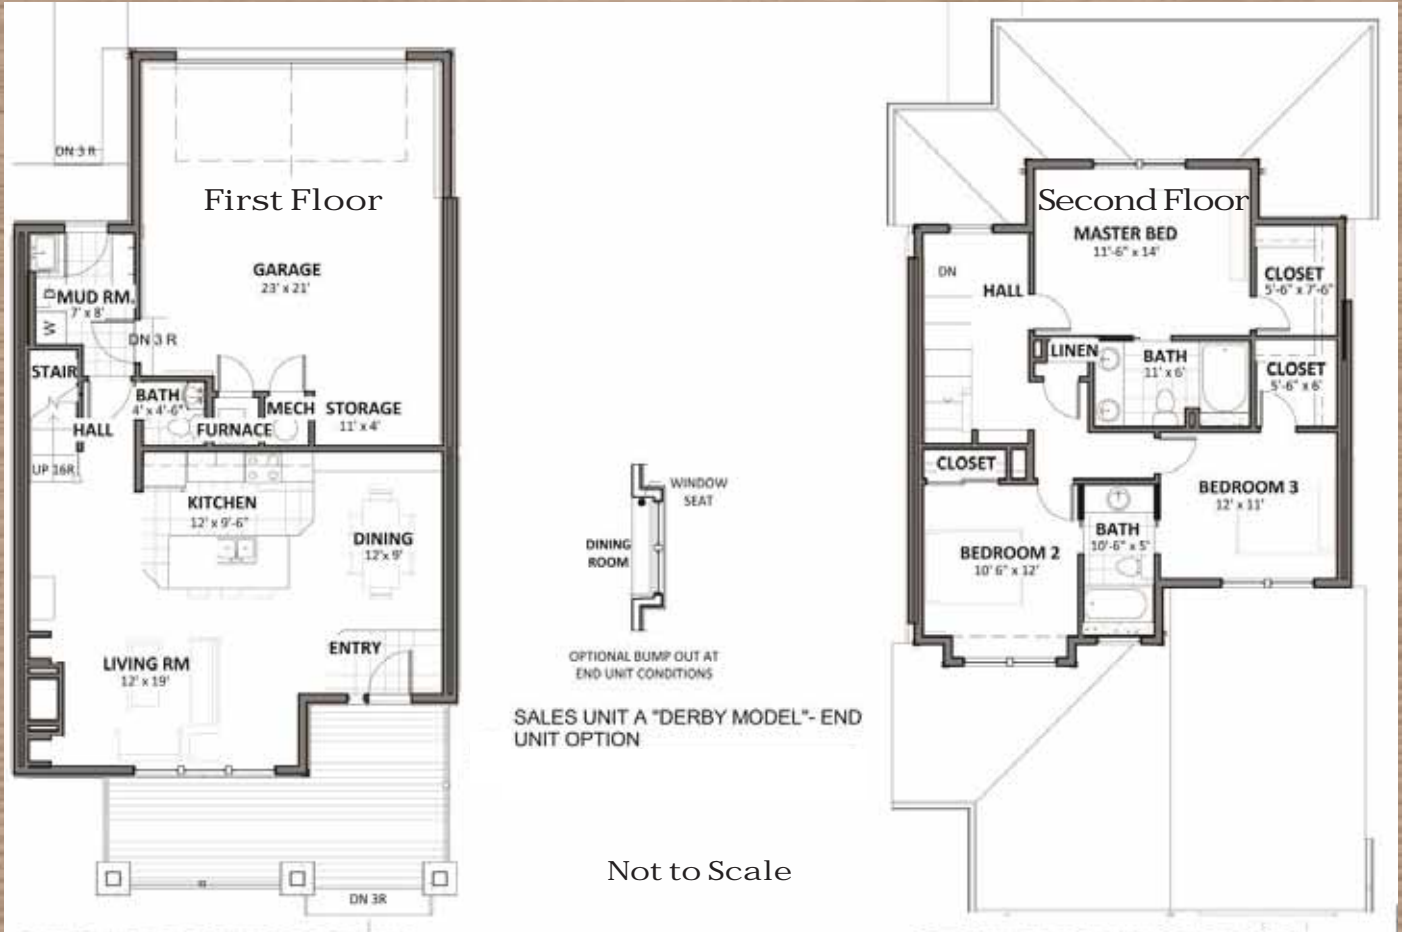 DN 3 R
First Floor
GARAGE
23' x 21'
D
MUD RM.
7' x 8'
W
DN 3 R
STAIR
BATH
4' x 4'-6"
MECH
STORAGE
11' x 4'
HALL
FURNACE
UP 16R
KITCHEN
12' x 9'-6"
DINING
12'x 9'
ENTRY
LIVING RM
12' x 19'
DN 3R
WINDOW
SEAT
DINING
ROOM
OPTIONAL BUMP OUT AT
END UNIT CONDITIONS
SALES UNIT A "DERBY MODEL"- END
UNIT OPTION
Not to Scale
Second Floor
MASTER BED
11'-6" x 14'
DN
HALL
CLOSET
5'-6" x 7'-6"
LINEN
BATH
11' x 6'
CLOSET
5'-6" x 6'
CLOSET
BEDROOM 3
12' x 11'
BATH
10'-6" x 5'
BEDROOM 2
10' 6" x 12'